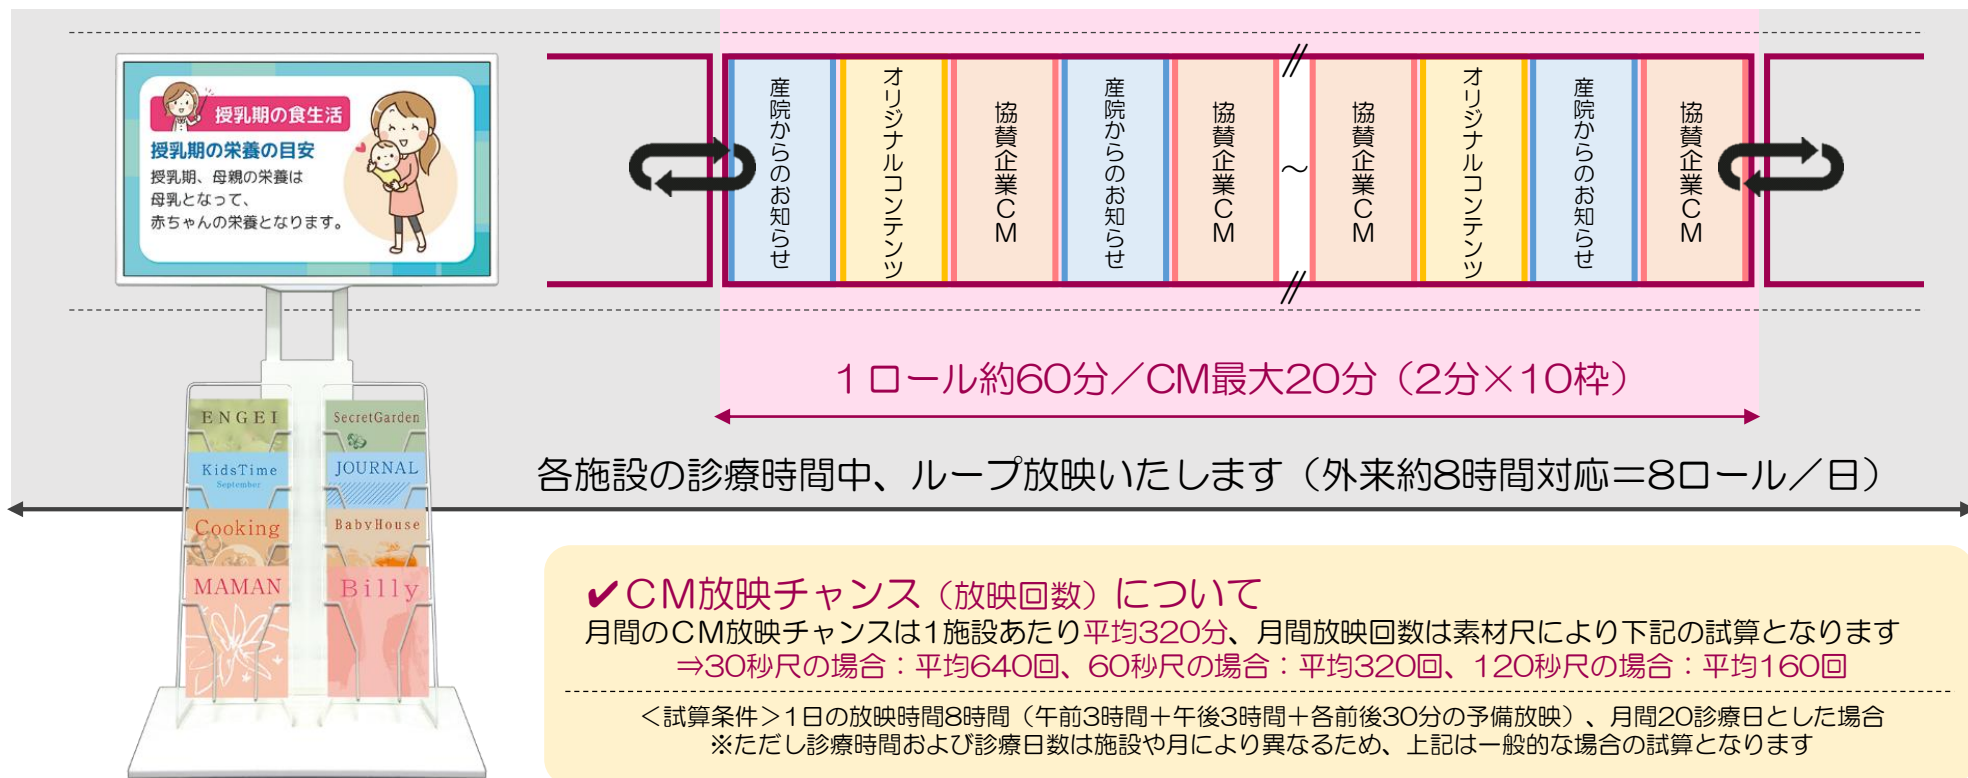 授乳期の食生活
授乳期の栄養の目安
授乳期、母親の栄養は
母乳となって、
赤ちゃんの栄養となります。
産院からのお知らせ
オリジナルコンテンツ
協賛企業CM
産院からのお知らせ
協賛企業CM
～
協賛企業CM
オリジナルコンテンツ
産院からのお知らせ
協賛企業CM
1ロール約60分／CM最大20分（2分×10枠）
各施設の診療時間中、ループ放映いたします（外来約8時間対応＝8ロール／日）
ENGEI
KidsTime
September
Cooking
MAMAN
SecretGarden
JOURNAL
BabyHouse
Billy
✔CM放映チャンス（放映回数）について
月間のCM放映チャンスは1施設あたり平均320分、月間放映回数は素材尺により下記の試算となります
⇒30秒尺の場合：平均640回、60秒尺の場合：平均320回、120秒尺の場合：平均160回
＜試算条件＞1日の放映時間8時間（午前3時間＋午後3時間＋各前後30分の予備放映）、月間20診療日とした場合
※ただし診療時間および診療日数は施設や月により異なるため、上記は一般的な場合の試算となります